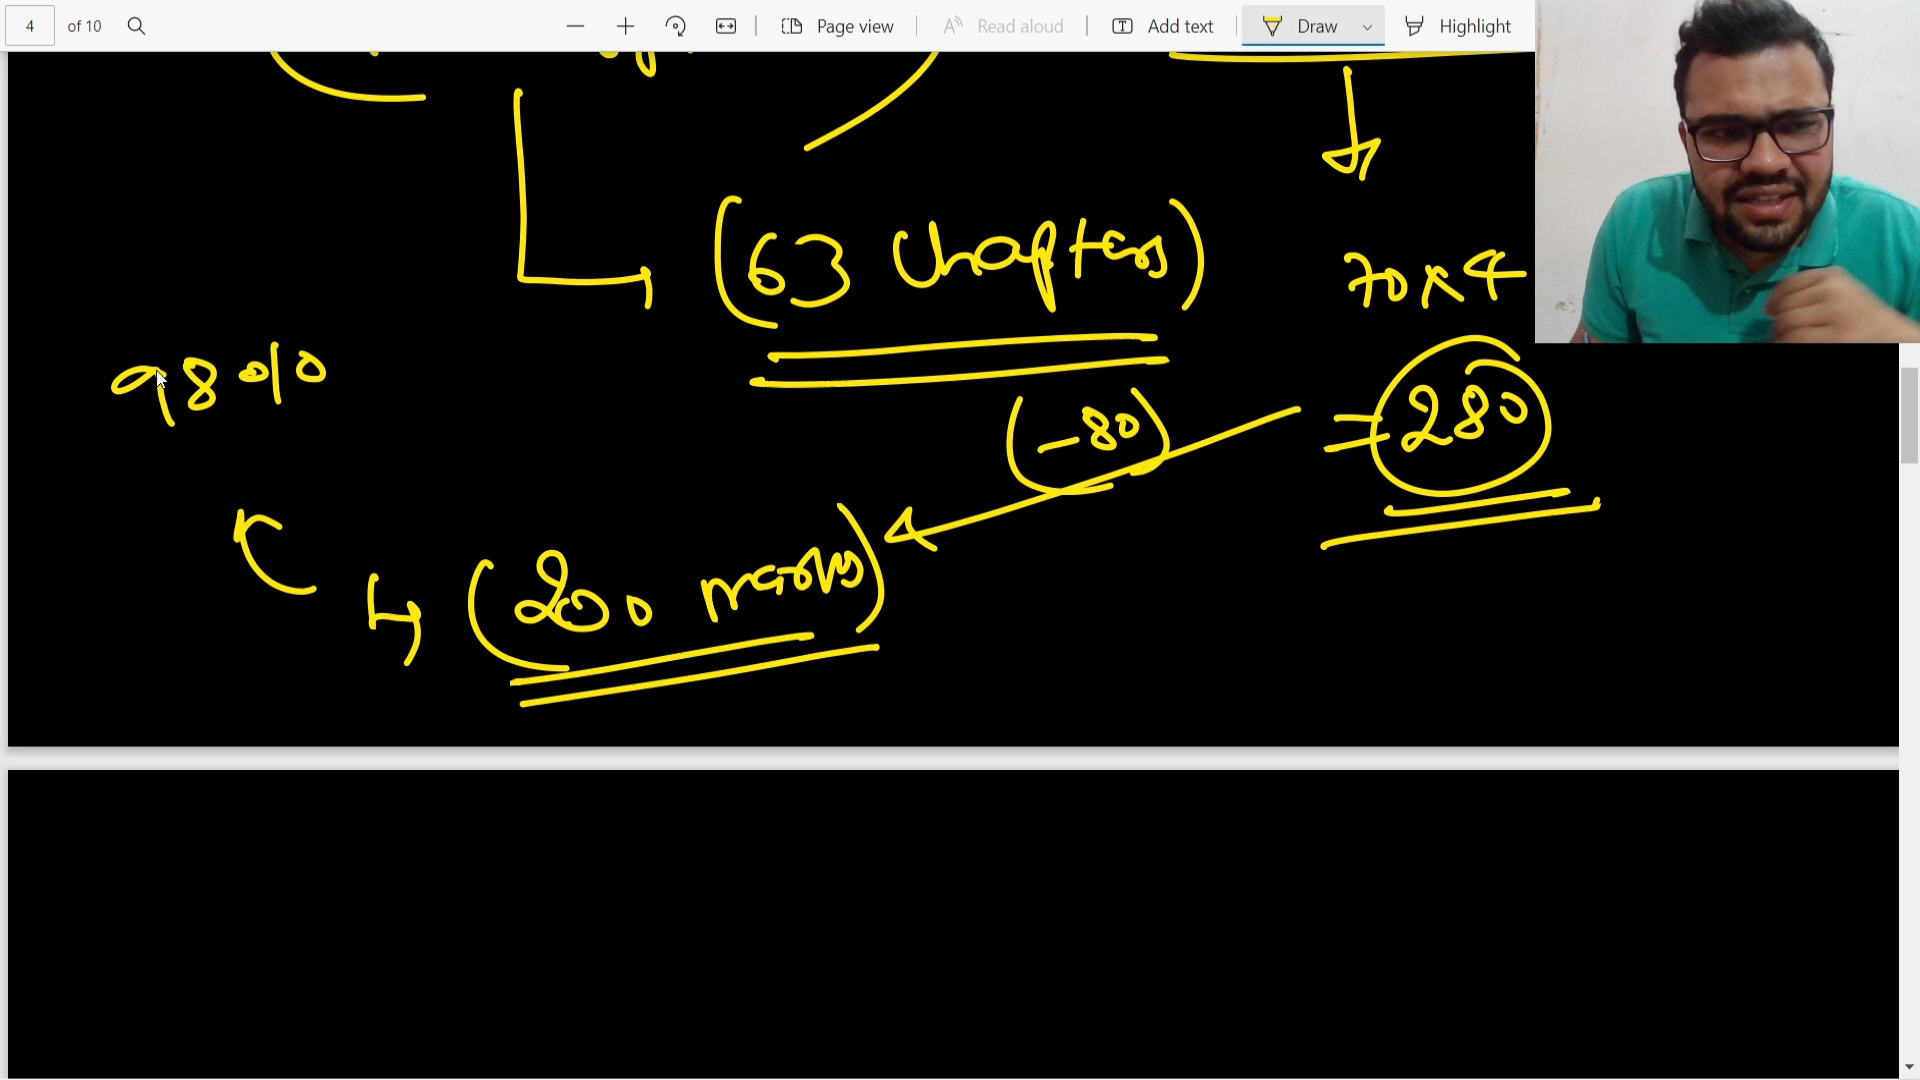 4 of 10 Page view Read aloud Add text Draw Highlight
(63 chapters)
70x4
98%
(-80)
=280
(200 marks)